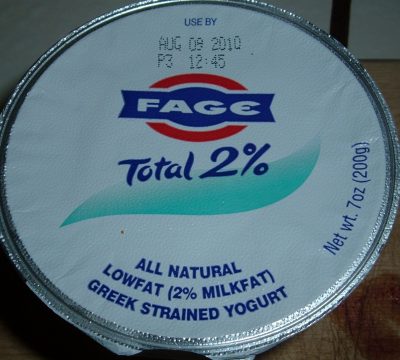 USE BY
AUG 09 2010
P3 12:45
FAGE
Total 2%
Net wt. 7oz (200g)
ALL NATURAL
LOWFAT (2% MILKFAT)
GREEK STRAINED YOGURT